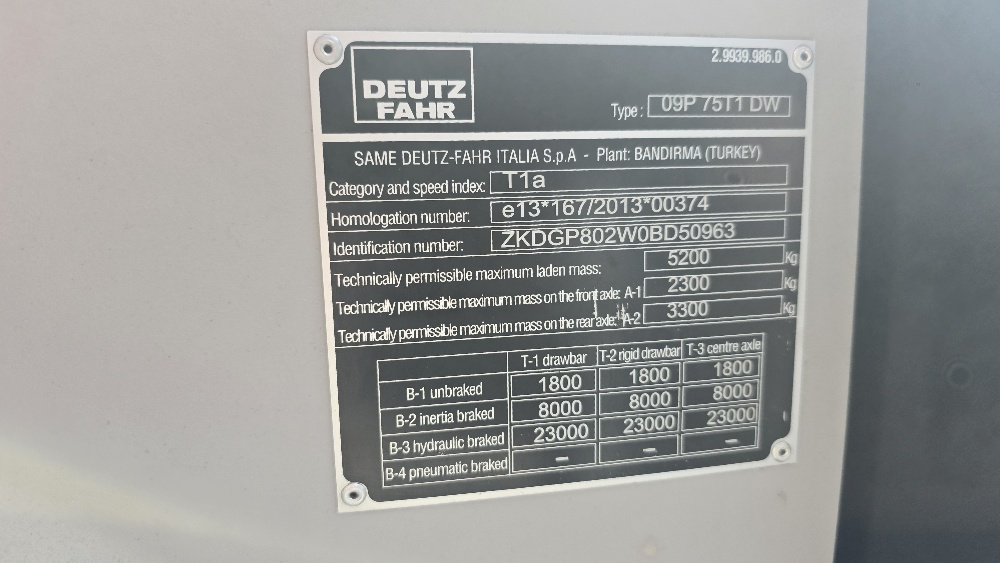 2.9939.986.0
DEUTZ
FAHR
Type: 09P 75T1 DW
SAME DEUTZ-FAHR ITALIA S.p.A - Plant: BANDIRMA (TURKEY)
Category and speed index: T1a
Homologation number: e13*167/2013*00374
Identification number: ZKDGP802W0BD50963
Technically permissible maximum laden mass: 5200 Kg
Technically permissible maximum mass on the front axle: A-1 2300 Kg
Technically permissible maximum mass on the rear axle: A-2 3300 Kg
T-1 drawbar T-2 rigid drawbar T-3 centre axle
B-1 unbraked 1800 1800 1800
B-2 inertia braked 8000 8000 8000
B-3 hydraulic braked 23000 23000 23000
B-4 pneumatic braked - - -